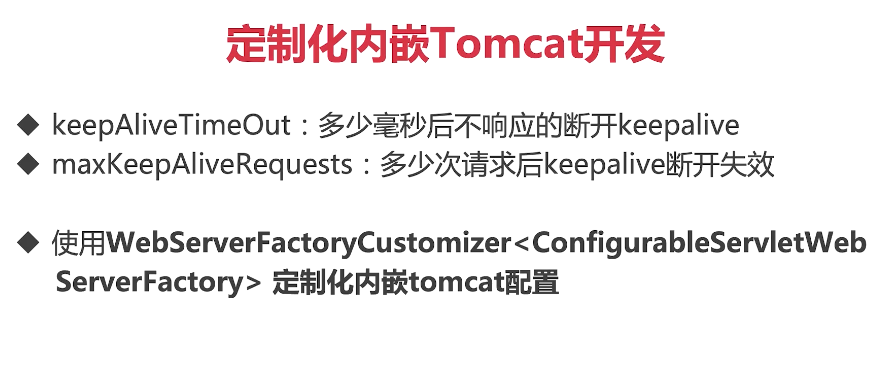 定制化内嵌Tomcat开发
◆ keepAliveTimeOut：多少毫秒后不响应的断开keepalive
◆ maxKeepAliveRequests：多少次请求后keepalive断开失效
◆ 使用WebServerFactoryCustomizer<ConfigurableServletWeb
ServerFactory> 定制化内嵌tomcat配置